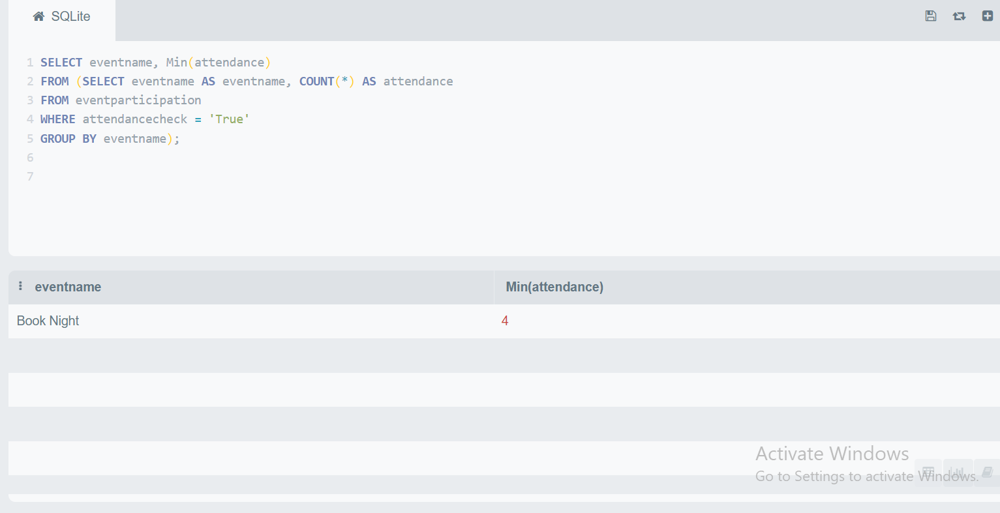 SQLite
1 SELECT eventname, Min(attendance)
2 FROM (SELECT eventname AS eventname, COUNT(*) AS attendance
3 FROM eventparticipation
4 WHERE attendancecheck = 'True'
5 GROUP BY eventname);
6
7
eventname Min(attendance)
Book Night 4
Activate Windows
Go to Settings to activate Windows.